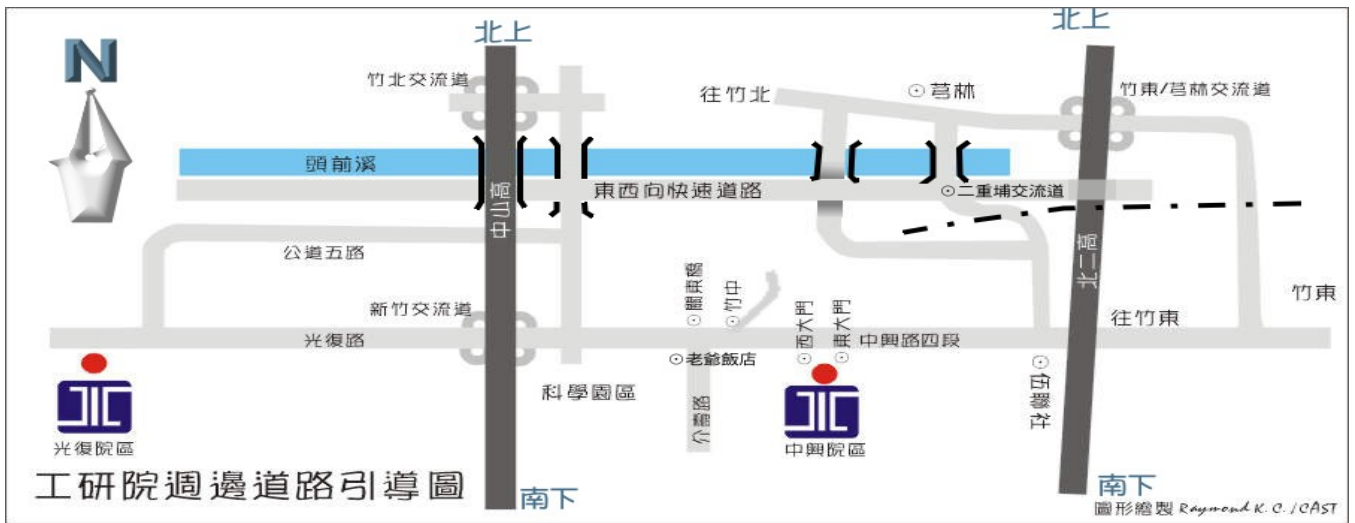 北上
北上
N
竹北交流道
往竹北
芎林
竹東/芎林交流道
頭前溪
東西向快速道路
二重埔交流道
中山高
公道五路
北二高
關東橋
竹中
竹東
新竹交流道
西大門
東大門
往竹東
光復路
中興路四段
老爺飯店
科學園區
伍聯社
介壽路
光復院區
中興院區
工研院週邊道路引導圖
南下
南下
圖形繪製 Raymond K. C. / CAST